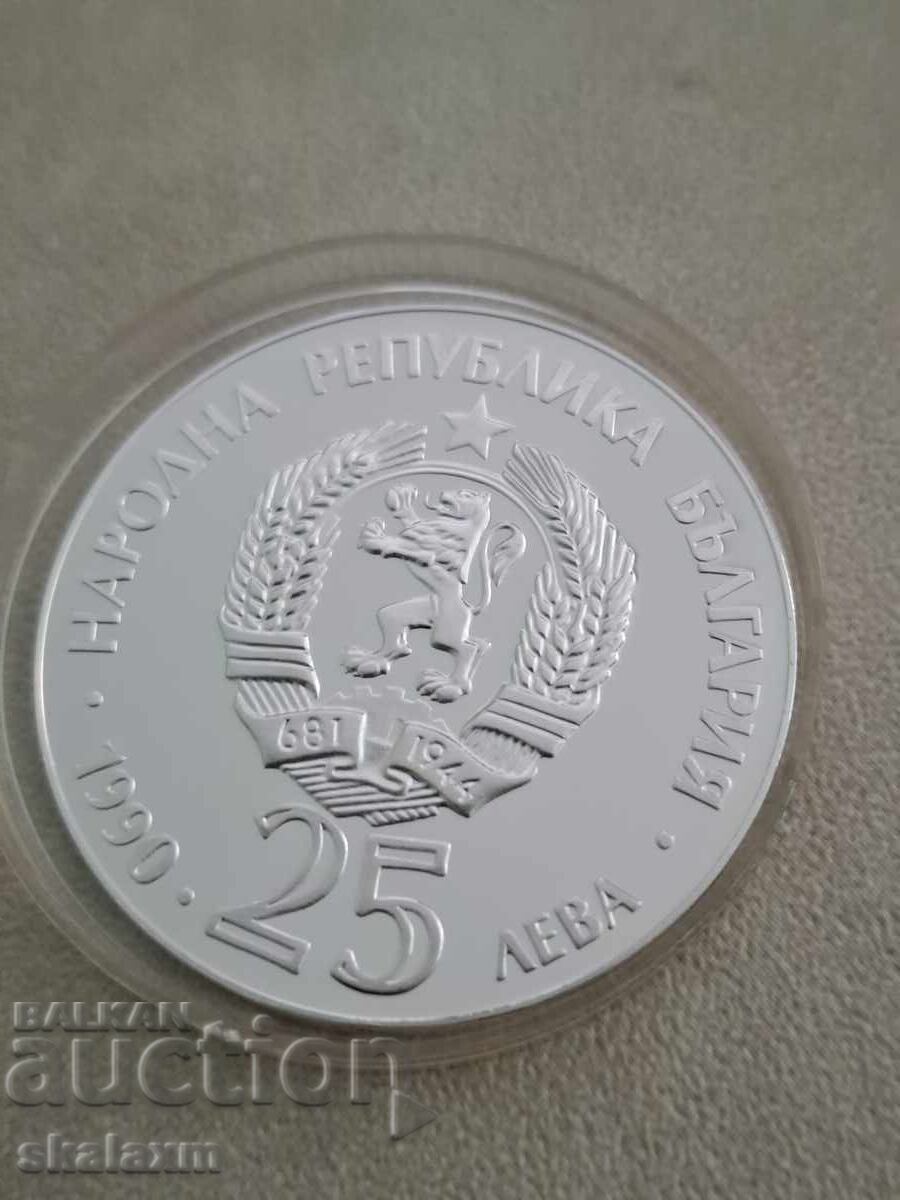 · НАРОДНА РЕПУБЛИКА БЪЛГАРИЯ ·
681 1944
1990 ·
25 ЛЕВА
BALKAN
auction
skalaxm